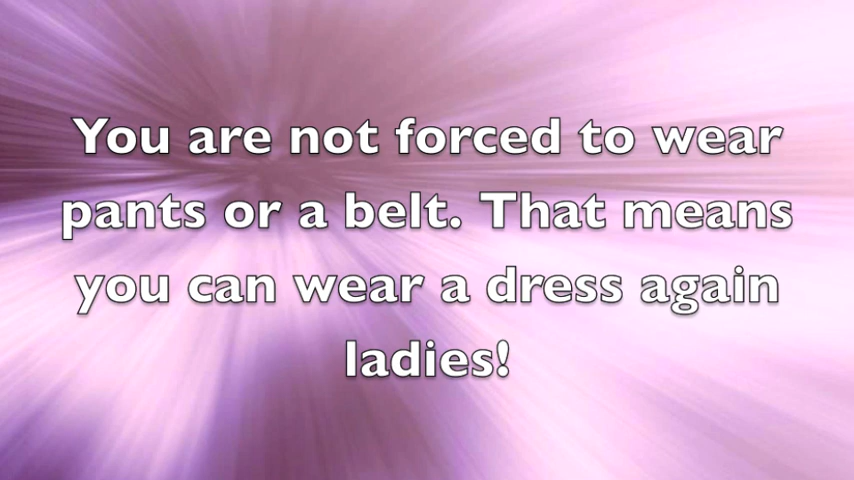 You are not forced to wear
pants or a belt. That means
you can wear a dress again
ladies!